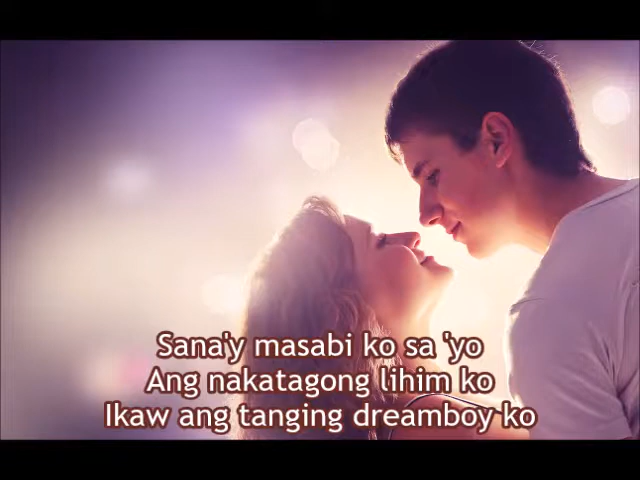 Sana'y masabi ko sa 'yo
Ang nakatagong lihim ko
Ikaw ang tanging dreamboy ko